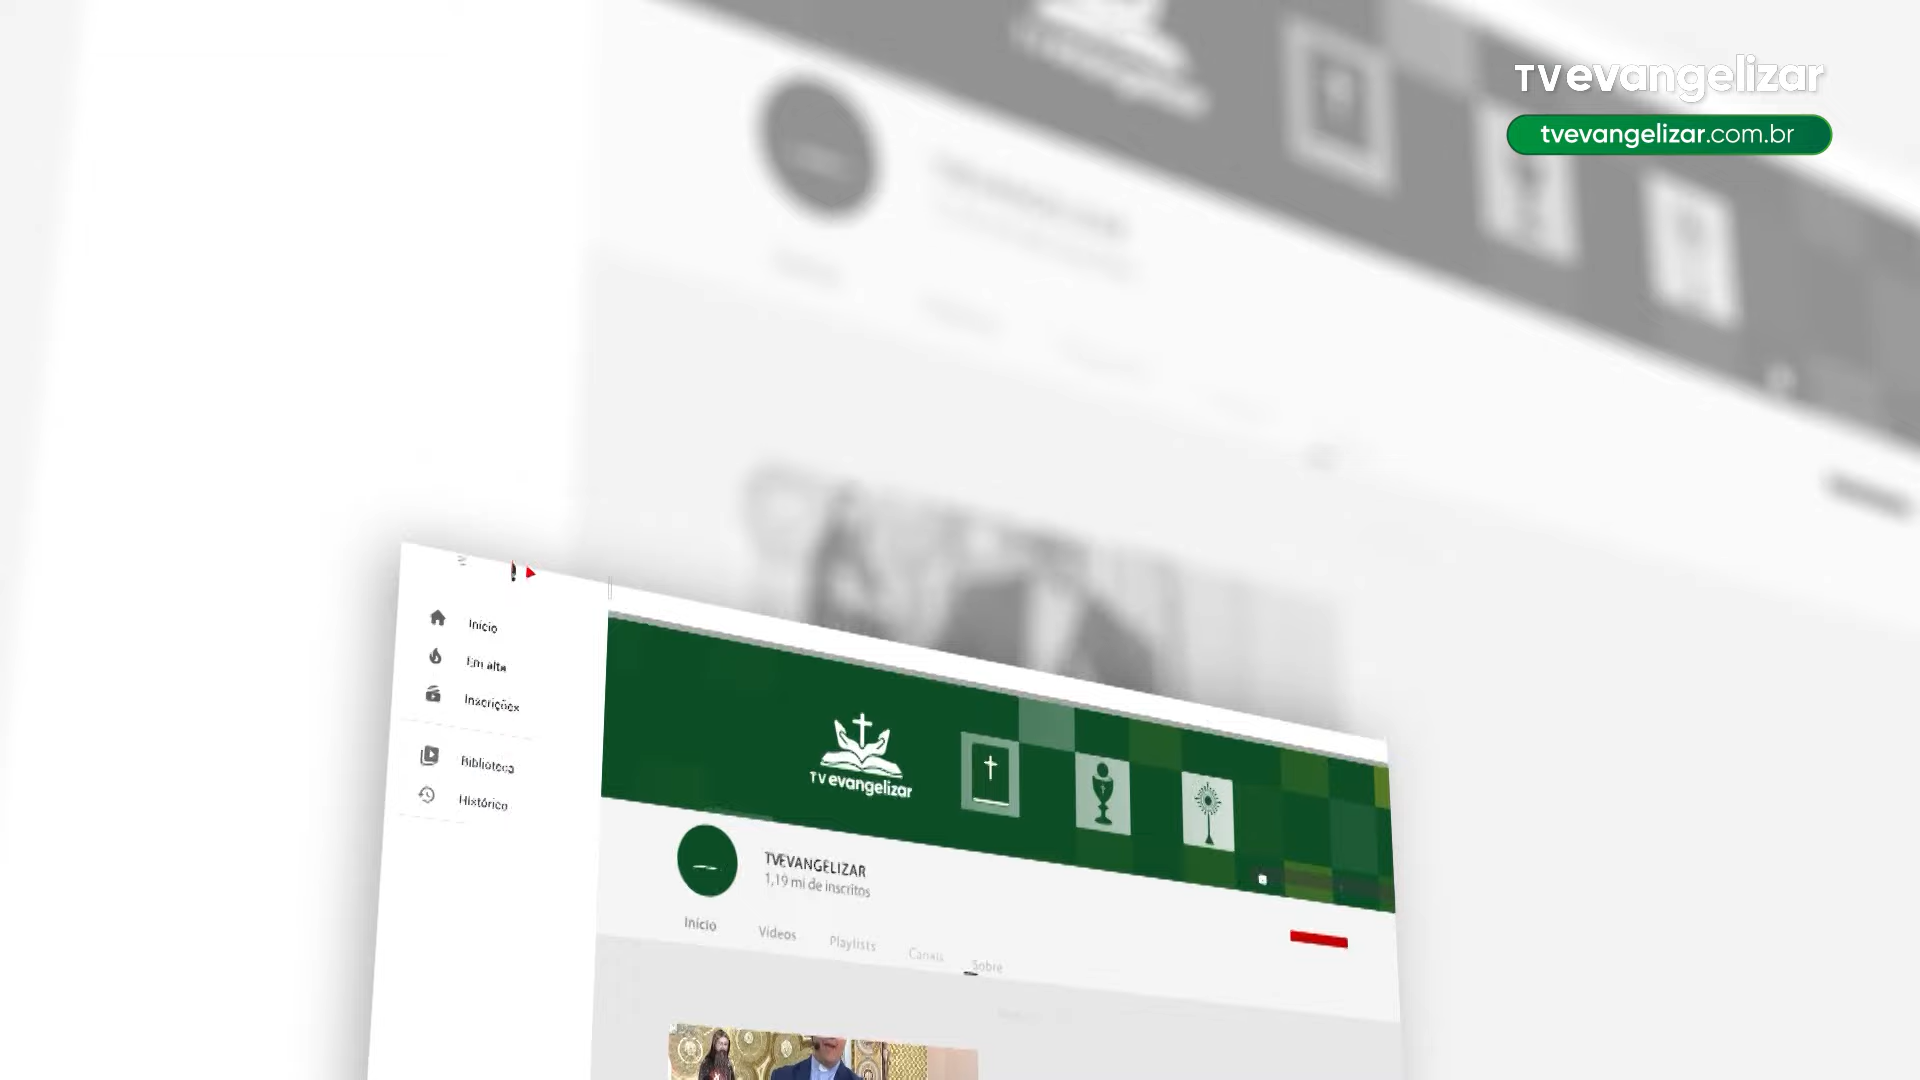 TVevangelizar
tvevangelizar.com.br
Início
Em alta
Inscrições
Biblioteca
Histórico
TV evangelizar
TVEVANGELIZAR
1,19 mi de inscritos
Início
Vídeos
Playlists
Canais
Sobre